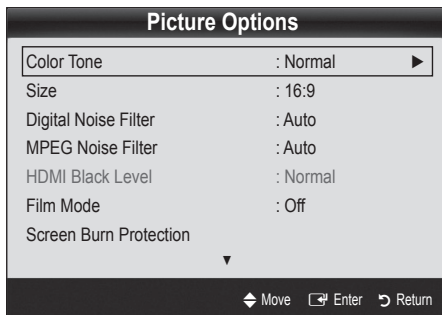 Picture Options
Color Tone : Normal ▶
Size : 16:9
Digital Noise Filter : Auto
MPEG Noise Filter : Auto
HDMI Black Level : Normal
Film Mode : Off
Screen Burn Protection
▼
Move Enter Return